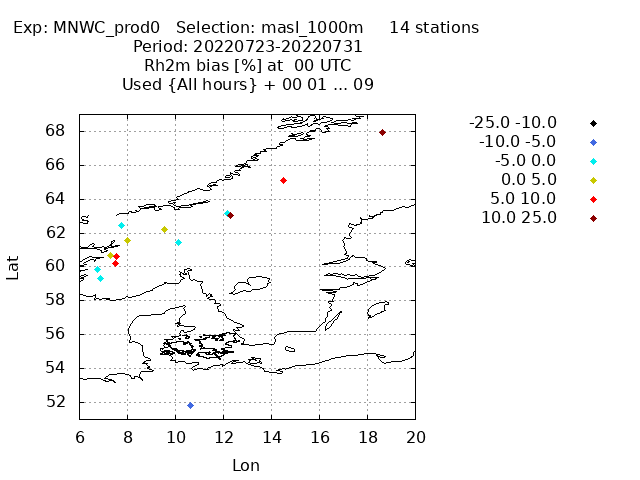 Exp: MNWC_prod0   Selection: masl_1000m     14 stations
Period: 20220723-20220731
Rh2m bias [%] at  00 UTC
Used {All hours} + 00 01 ... 09
-25.0 -10.0
-10.0 -5.0
-5.0 0.0
0.0 5.0
5.0 10.0
10.0 25.0
68
66
64
62
60
58
56
54
52
Lat
6 8 10 12 14 16 18 20
Lon